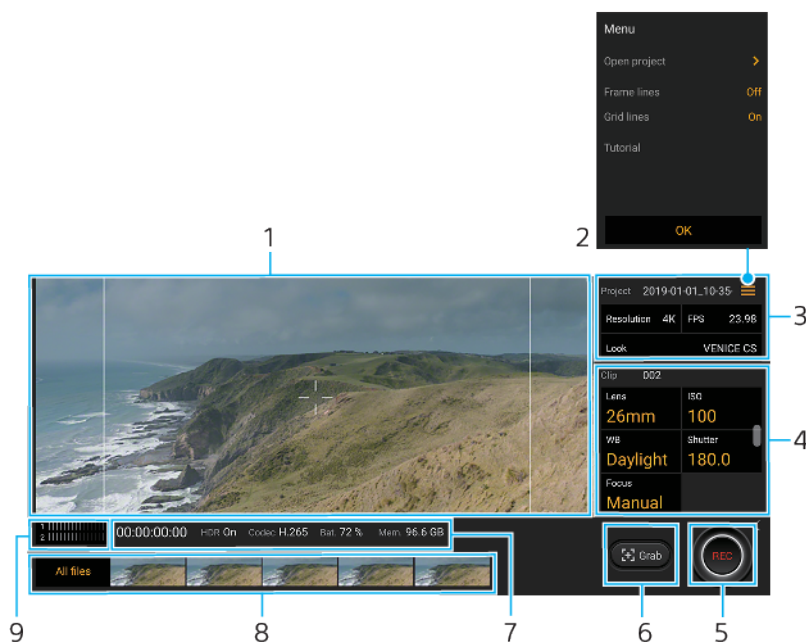 Menu
Open project >
Frame lines Off
Grid lines On
Tutorial
OK
1
2
Project 2019-01-01_10-35-
Resolution 4K FPS 23.98
Look VENICE CS
3
Clip 002
Lens ISO
26mm 100
WB Shutter
Daylight 180.0
Focus
Manual
4
1
2
00:00:00:00 HDR On Codec H.265 Bat. 72 % Mem. 96.6 GB
Grab
REC
All files
9
8
7
6
5